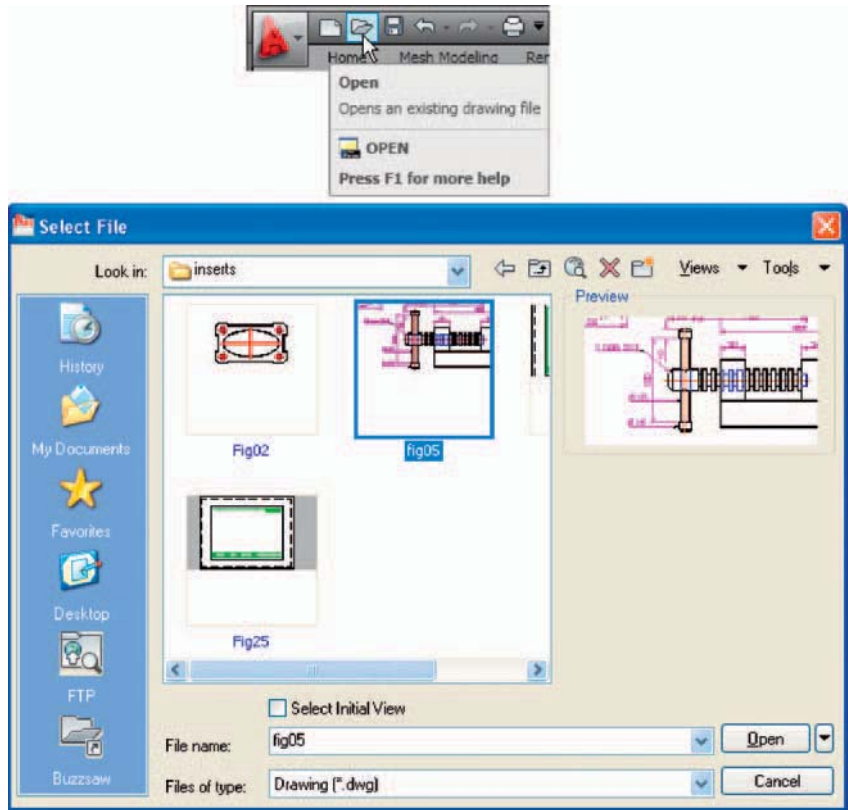 Home Mesh Modeling Ren
Open
Opens an existing drawing file
OPEN
Press F1 for more help
Select File
Look in: inserts Views Tools
History
My Documents
Favorites
Desktop
FTP
Buzzsaw
Fig02
fig05
Fig25
Preview
Select Initial View
File name: fig05 Open
Files of type: Drawing (*.dwg) Cancel